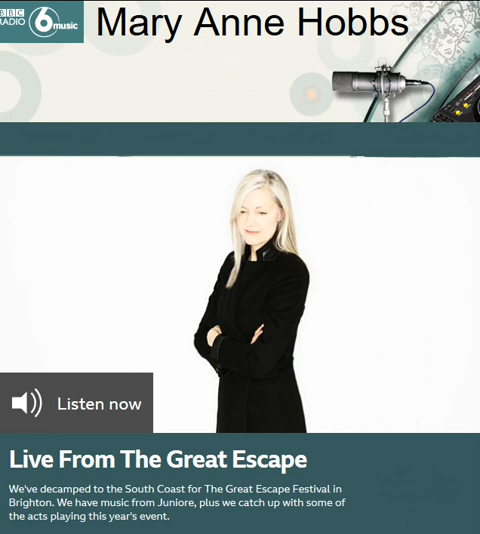 BBC
RADIO
6 music
Mary Anne Hobbs
Listen now
Live From The Great Escape
We've decamped to the South Coast for The Great Escape Festival in
Brighton. We have music from Juniore, plus we catch up with some of
the acts playing this year's event.